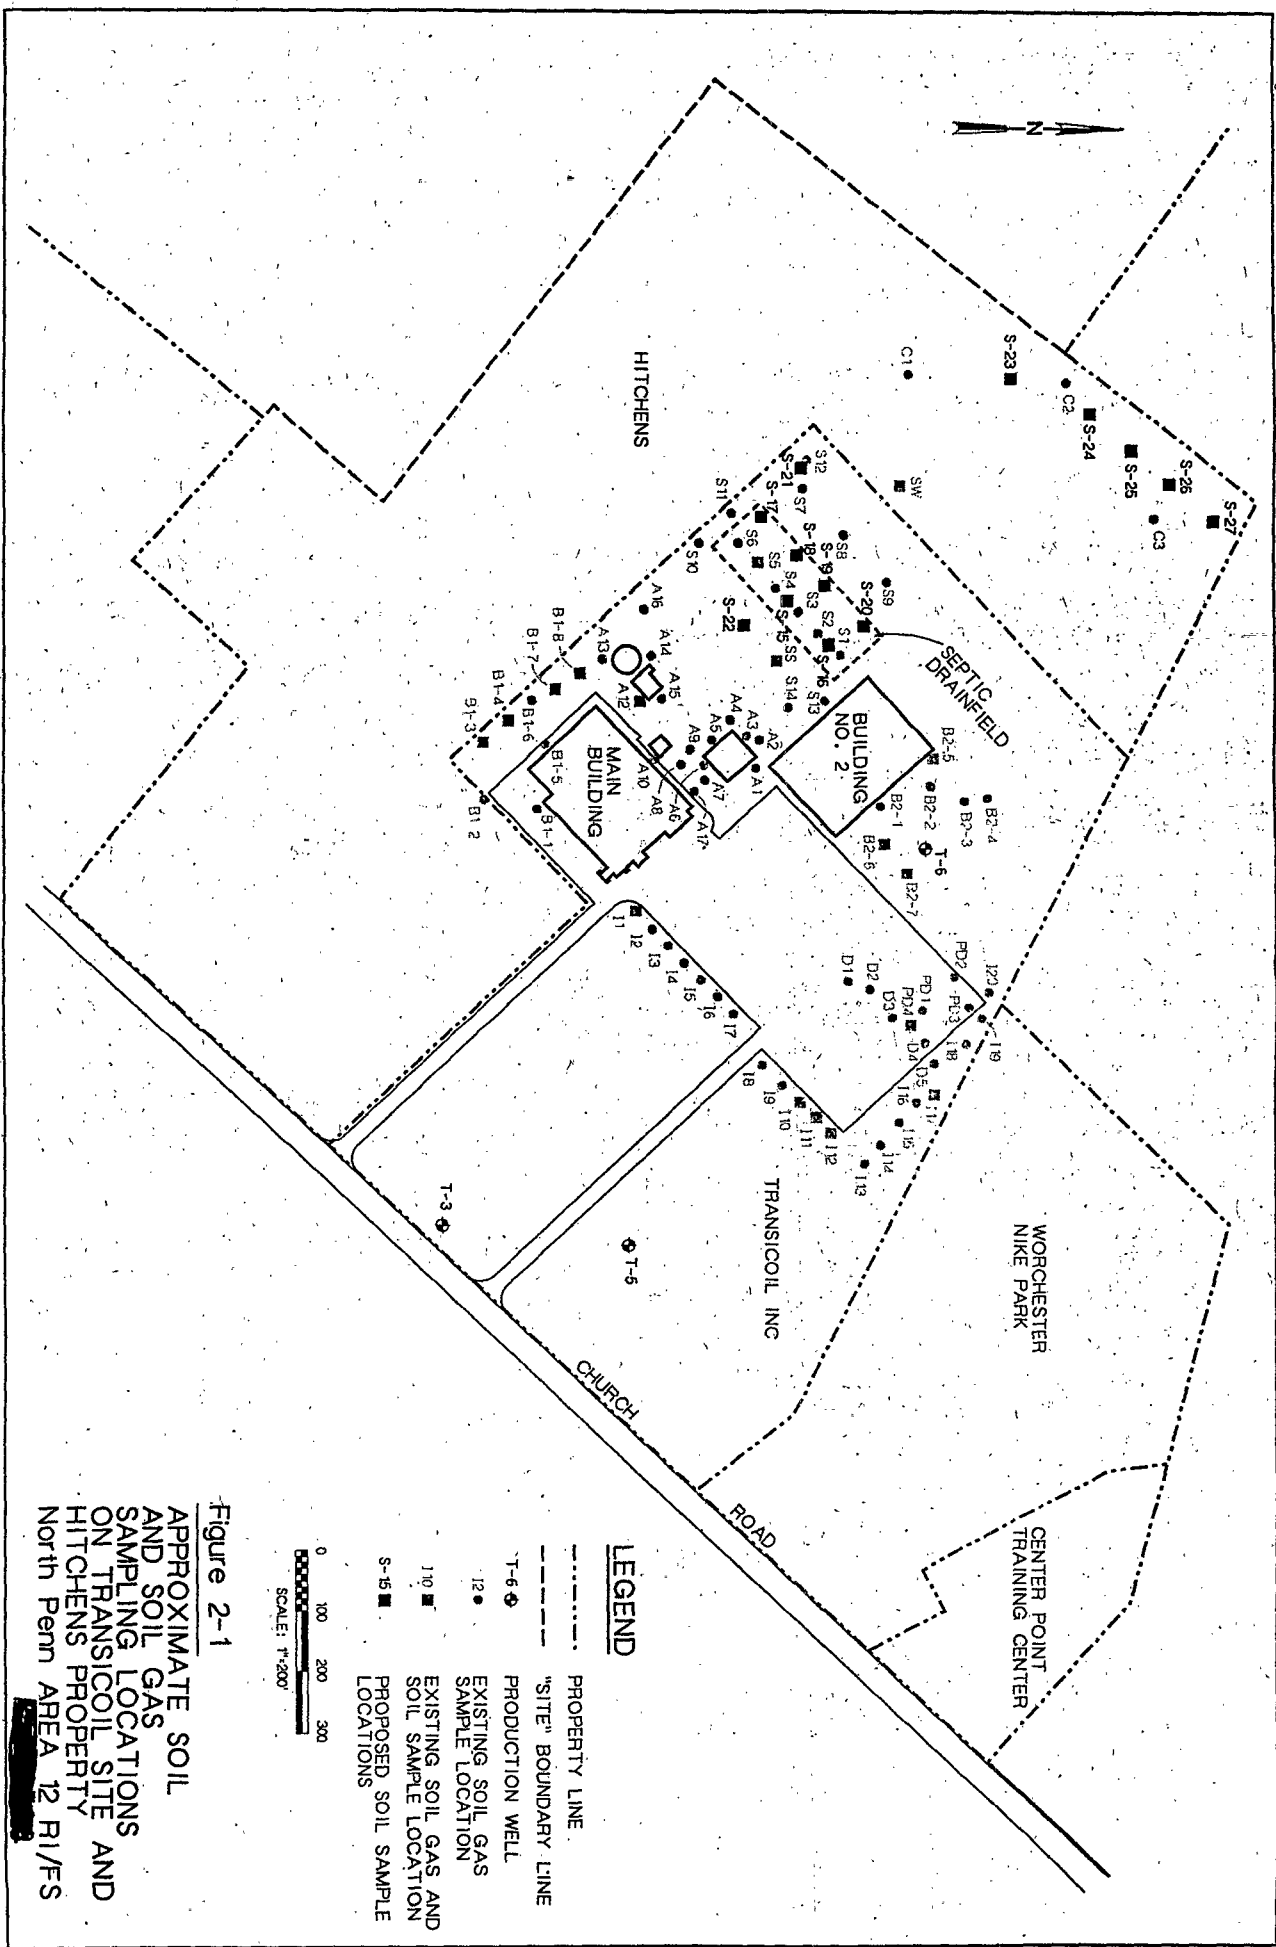 N
HITCHENS
C1
S-23
C2
S-24
S-25
S-26
C3
S-27
SW
S12
S-21
S7
S-17
S11
S6
S10
S-18
S8
S-19
S9
S5
S4
S3
S-20
S2
S1
S-22
S-15
SS
S-16
S14
S13
SEPTIC
DRAINFIELD
BUILDING
NO. 2
A16
A14
A13
A15
A12
A4
A3
A2
A5
A1
A9
A7
A10
A8
A6
A17
B1-8
B1-7
B1-4
B1-3
B1-6
B1-5
B1-1
B1 2
MAIN
BUILDING
B2-5
B2-2
B2-1
B2-3
B2-4
T-6
B2-6
B2-7
I1
I2
I3
I4
I5
I6
I7
I8
I9
I10
I11
I12
I13
I14
I15
I16
I17
I18
I19
I20
D1
D2
D3
D4
D5
PD1
PD2
PD3
PD4
TRANSICOIL INC
T-3
T-5
WORCHESTER
NIKE PARK
CENTER POINT
TRAINING CENTER
CHURCH
ROAD
LEGEND
PROPERTY LINE
"SITE" BOUNDARY LINE
T-6 PRODUCTION WELL
I2 EXISTING SOIL GAS
SAMPLE LOCATION
I10 EXISTING SOIL GAS AND
SOIL SAMPLE LOCATION
S-15 PROPOSED SOIL SAMPLE
LOCATIONS
0 100 200 300
SCALE: 1"=200'
Figure 2-1
APPROXIMATE SOIL
AND SOIL GAS
SAMPLING LOCATIONS
ON TRANSICOIL SITE AND
HITCHENS PROPERTY
North Penn AREA 12 RI/FS